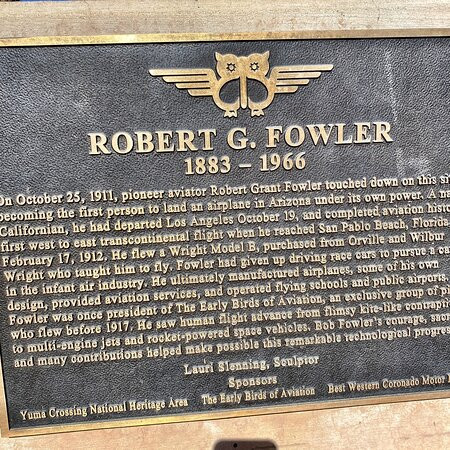 ROBERT G. FOWLER
1883 – 1966
On October 25, 1911, pioneer aviator Robert Grant Fowler touched down on this
becoming the first person to land an airplane in Arizona under its own power. A
Californian, he had departed Los Angeles October 19, and completed aviation
first west to east transcontinental flight when he reached San Pablo Beach, Florida
February 17, 1912. He flew a Wright Model B, purchased from Orville and Wilbur
Wright who taught him to fly. Fowler had given up driving race cars to pursue a
in the infant air industry. He ultimately manufactured airplanes, some of his own
design, provided aviation services, and operated flying schools and public airports.
Fowler was once president of The Early Birds of Aviation, an exclusive group of
who flew before 1917. He saw human flight advance from flimsy kite-like
to multi-engine jets and rocket-powered space vehicles. Bob Fowler's courage,
and many contributions helped make possible this remarkable technological
Lauri Slenning, Sculptor
Sponsors
Yuma Crossing National Heritage Area The Early Birds of Aviation Best Western Coronado Motor